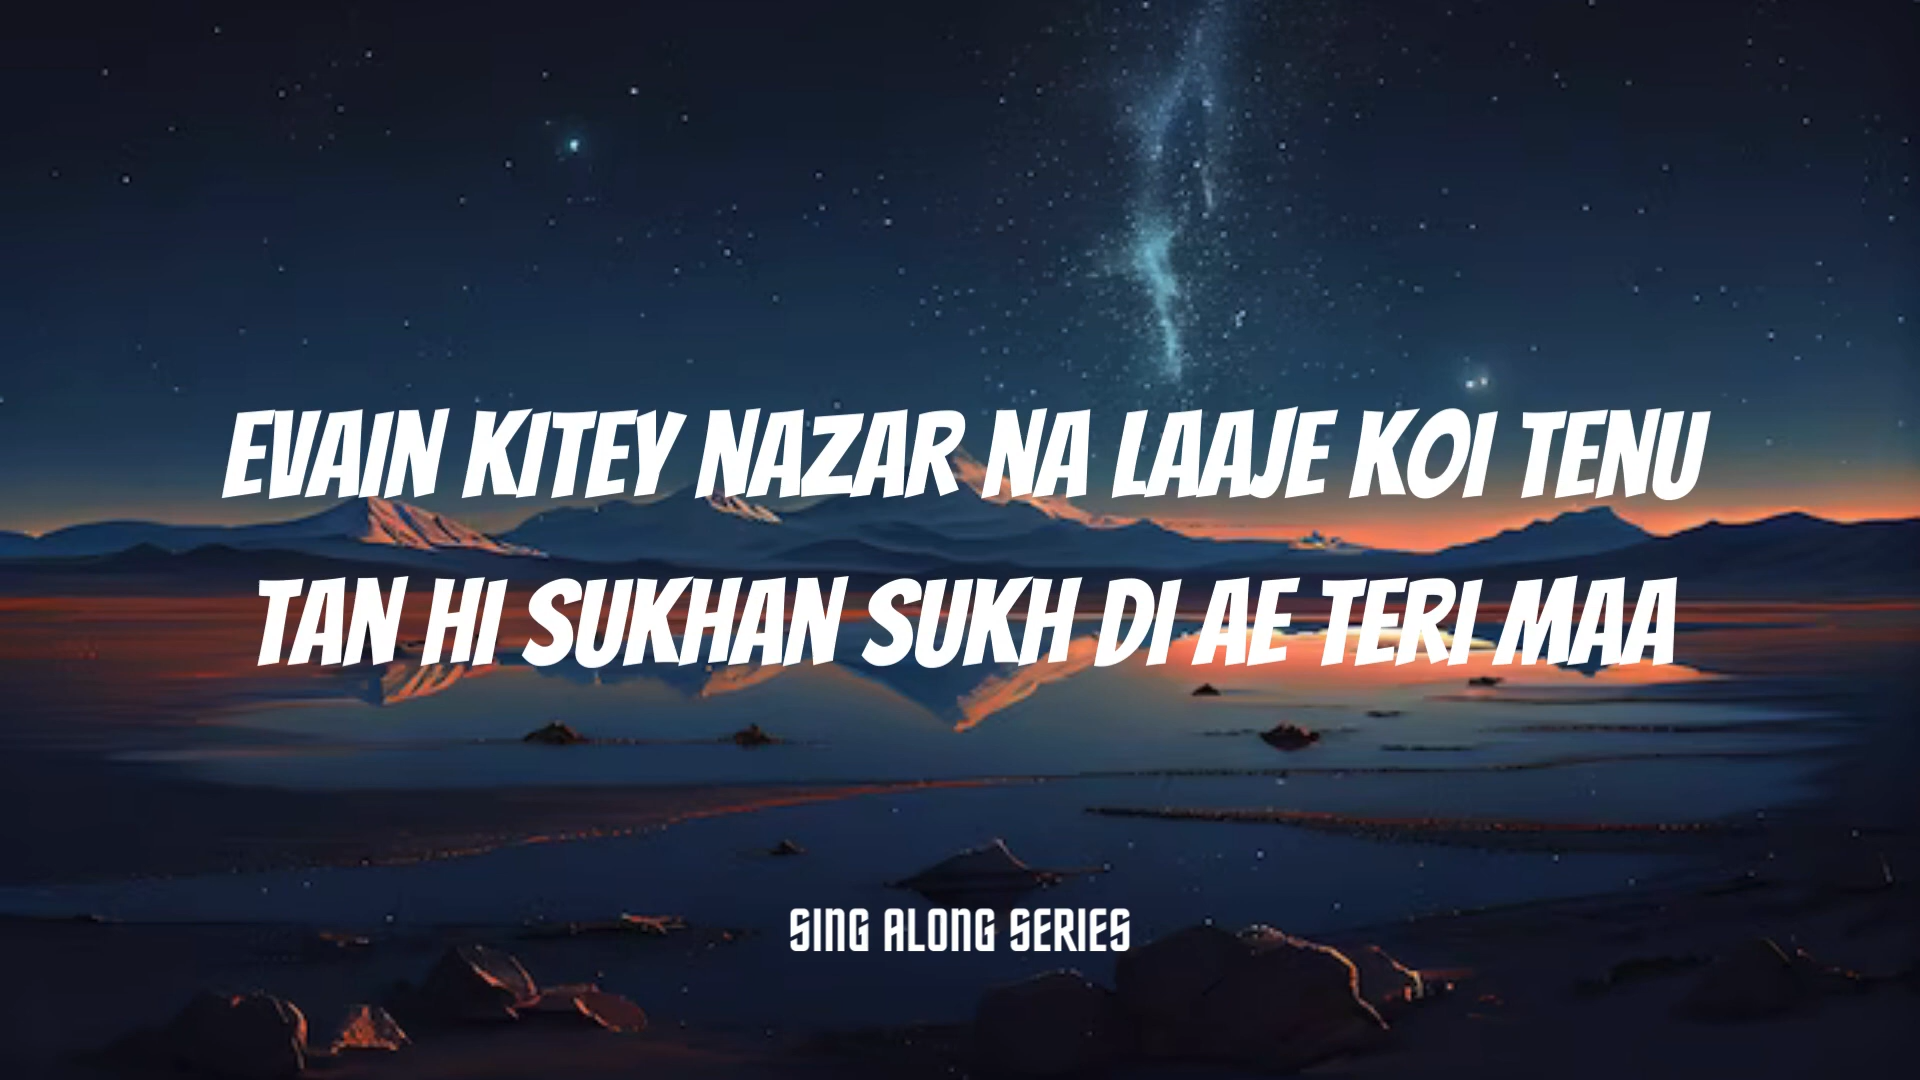 EVAIN KITEY NAZAR NA LAAJE KOI TENU
TAN HI SUKHAN SUKH DI AE TERI MAA
SING ALONG SERIES